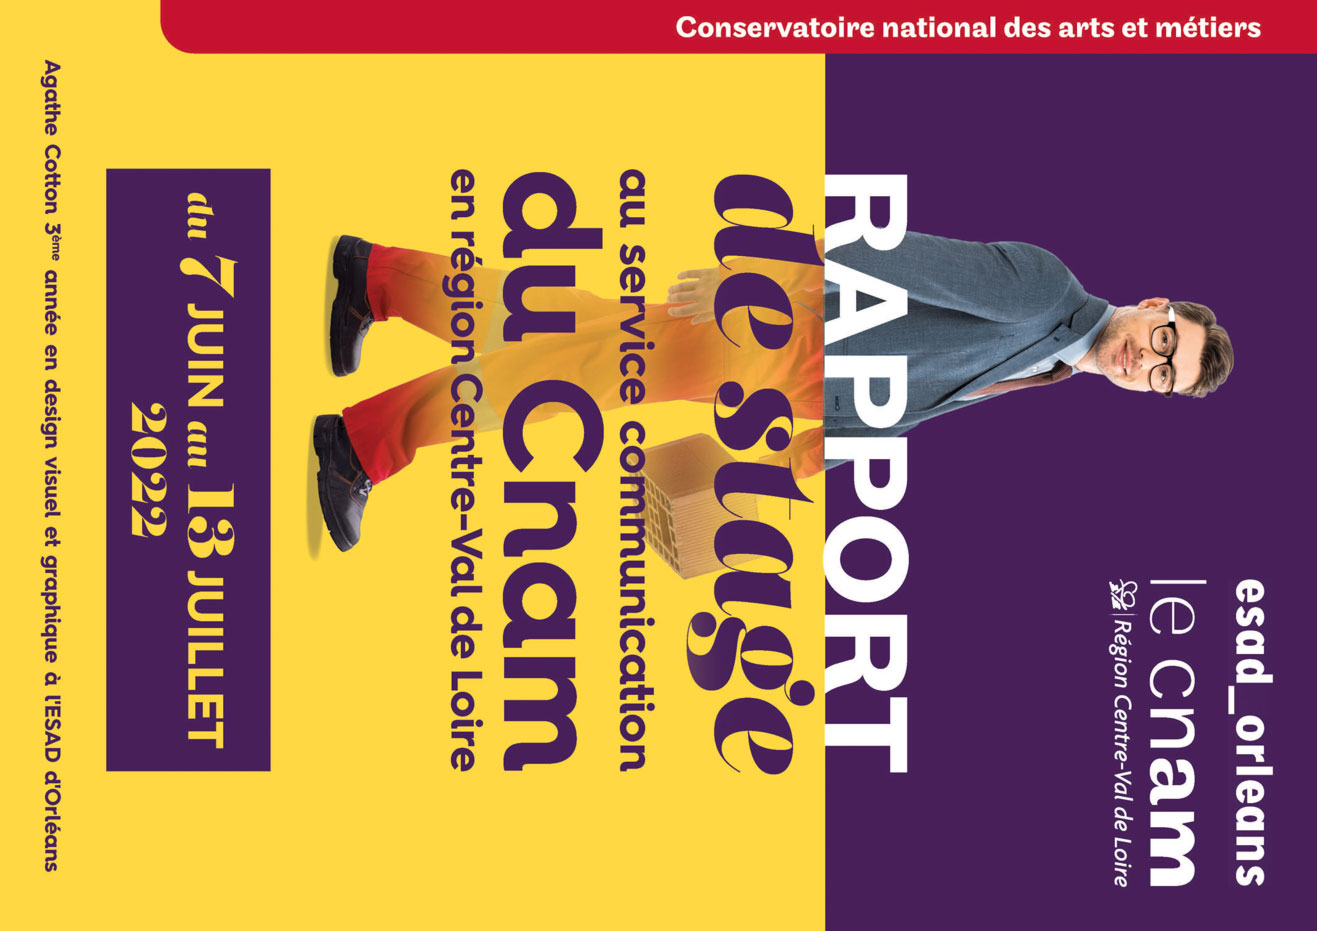 Conservatoire national des arts et métiers
esad_orleans
le cnam
Région Centre-Val de Loire
RAPPORT
de stage
au service communication
du Cnam
en région Centre-Val de Loire
du 7 JUIN au 13 JUILLET
2022
Agathe Cotton 3ème année en design visuel et graphique à l'ESAD d'Orléans